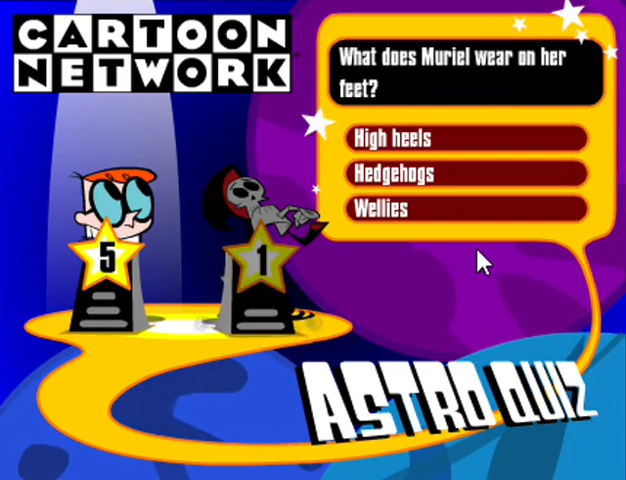 CARTOON
NETWORK
What does Muriel wear on her
feet?
High heels
Hedgehogs
Wellies
5
1
ASTRO QUIZ